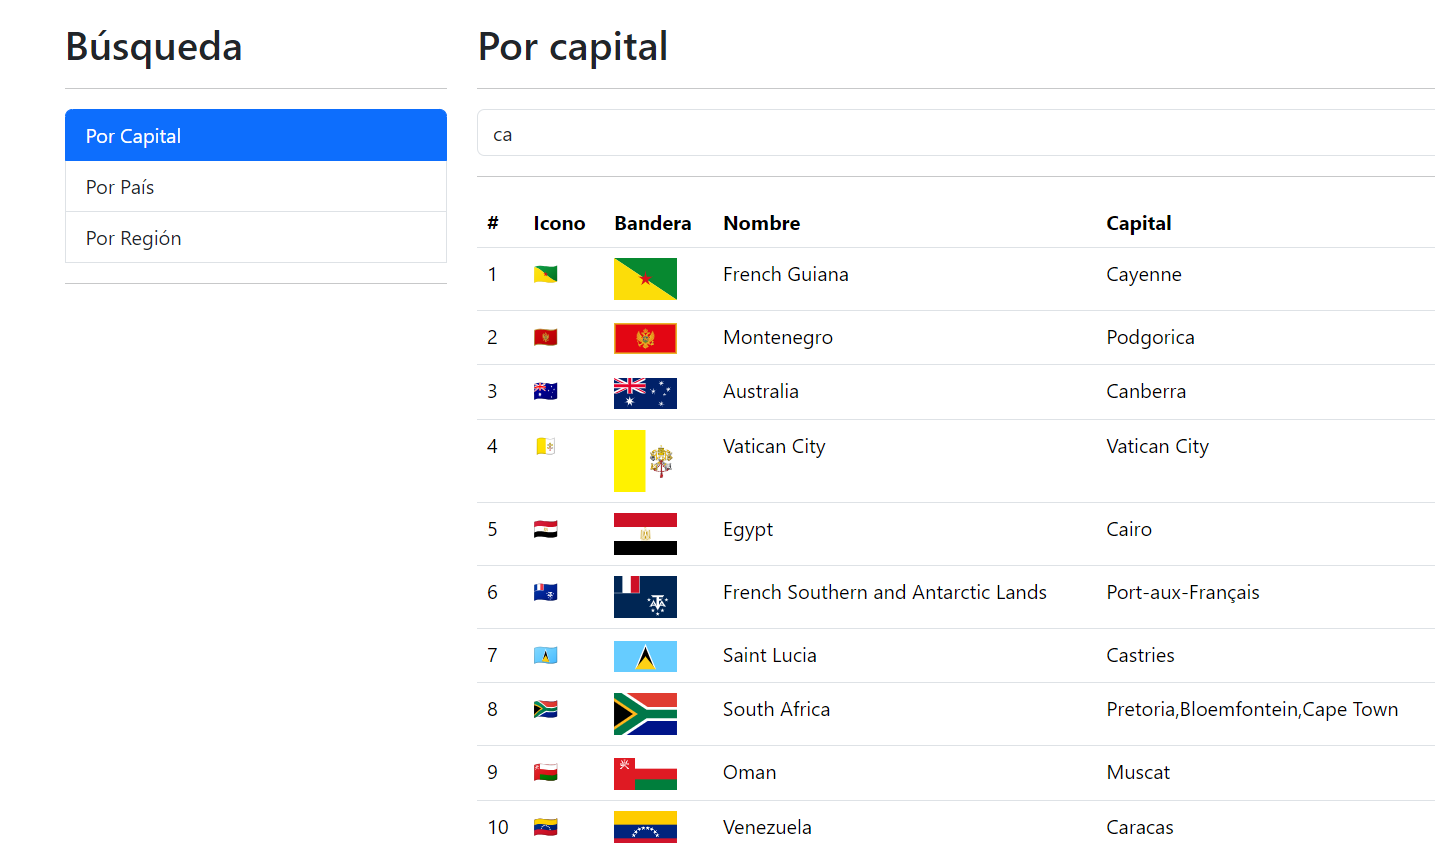 Búsqueda
Por Capital
Por País
Por Región
Por capital
ca
# Icono Bandera Nombre Capital
1 French Guiana Cayenne
2 Montenegro Podgorica
3 Australia Canberra
4 Vatican City Vatican City
5 Egypt Cairo
6 French Southern and Antarctic Lands Port-aux-Français
7 Saint Lucia Castries
8 South Africa Pretoria,Bloemfontein,Cape Town
9 Oman Muscat
10 Venezuela Caracas